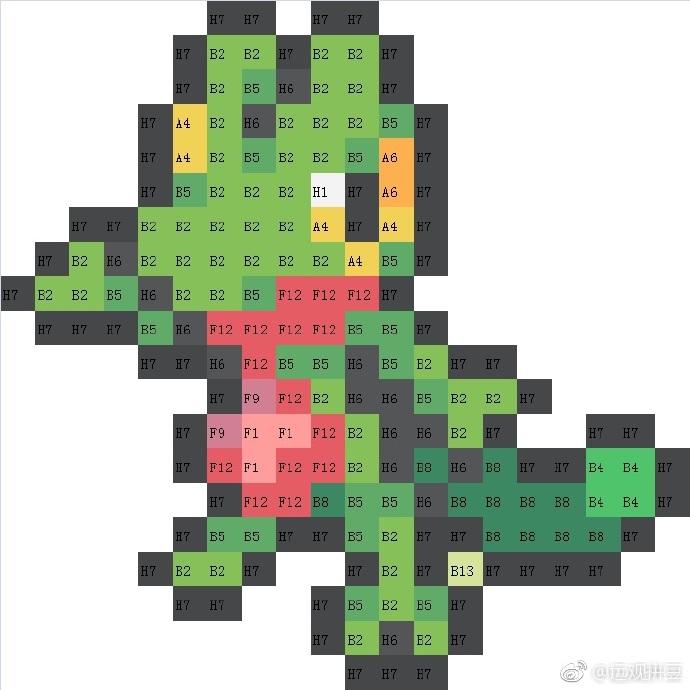 H7 H7 H7 H7
H7 B2 B2 H7 B2 B2 H7
H7 B2 B5 H6 B2 B2 H7
H7 A4 B2 H6 B2 B2 B2 B5 H7
H7 A4 B2 B5 B2 B2 B5 A6 H7
H7 B5 B2 B2 B2 H1 H7 A6 H7
H7 H7 B2 B2 B2 B2 B2 A4 H7 A4 H7
H7 B2 H6 B2 B2 B2 B2 B2 B2 A4 B5 H7
H7 B2 B2 B5 H6 B2 B2 B5 F12 F12 F12 H7
H7 H7 H7 B5 H6 F12 F12 F12 F12 B5 B5 H7
H7 H7 H6 F12 B5 B5 H6 B5 B2 H7 H7
H7 F9 F12 B2 H6 H6 B5 B2 B2 H7
H7 F9 F1 F1 F12 B2 H6 H6 B2 H7 H7 H7
H7 F12 F1 F12 F12 B2 H6 B8 H6 B8 H7 H7 B4 B4 H7
H7 F12 F12 B8 B5 B5 H6 B8 B8 B8 B8 B4 B4 H7
H7 B5 B5 H7 H7 B5 B2 H7 H7 B8 B8 B8 B8 H7
H7 B2 B2 H7 H7 B2 H7 B13 H7 H7 H7 H7
H7 H7 H7 B5 B2 B5 H7
H7 B2 H6 B2 H7
H7 H7 H7
@远观拼豆